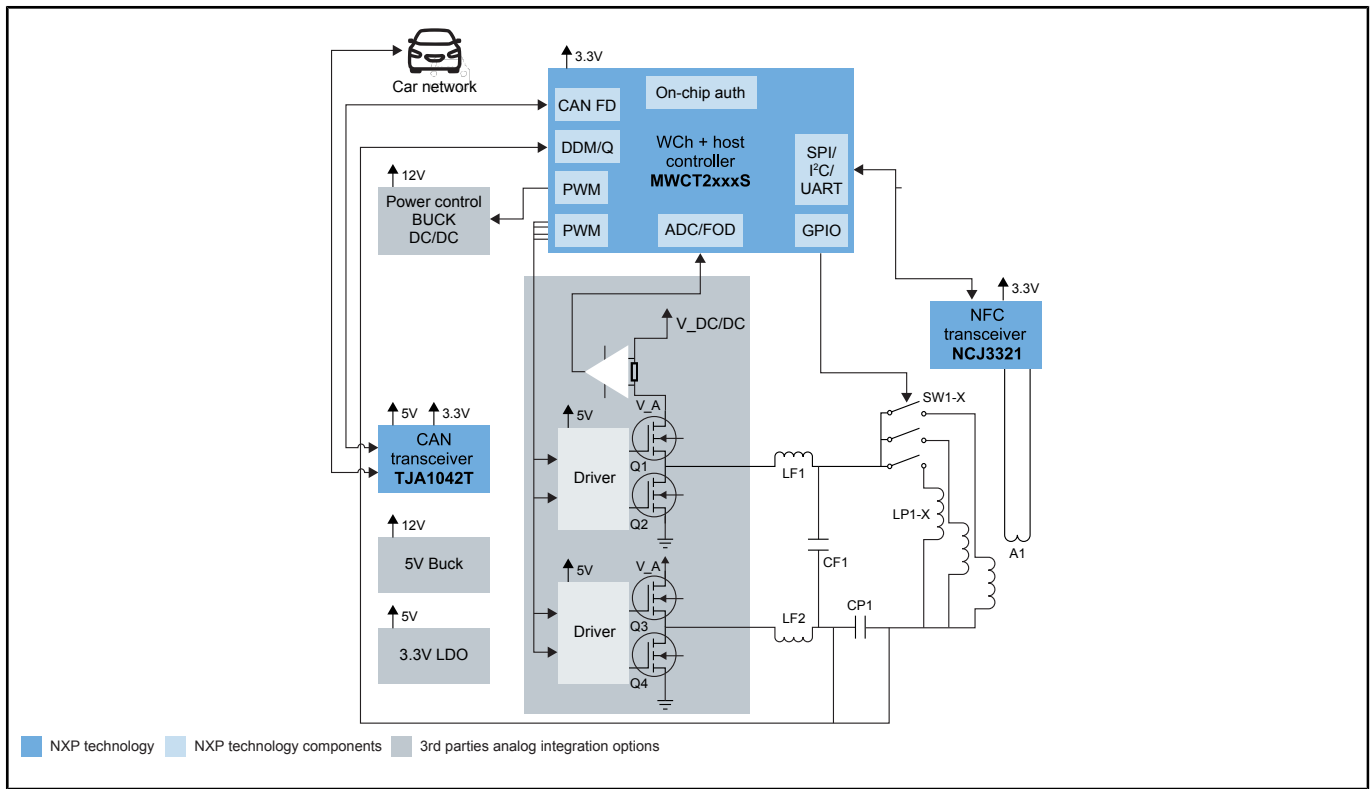 Car network
3.3V
CAN FD
On-chip auth
DDM/Q
WCh + host
controller
MWCT2xxxS
SPI/
I²C/
UART
PWM
PWM
ADC/FOD
GPIO
12V
Power control
BUCK
DC/DC
3.3V
NFC
transceiver
NCJ3321
V_DC/DC
SW1-X
5V
3.3V
CAN
transceiver
TJA1042T
5V
V_A
Driver
Q1
Q2
LF1
LP1-X
A1
12V
5V Buck
CF1
5V
V_A
Driver
Q3
Q4
LF2
CP1
5V
3.3V LDO
NXP technology
NXP technology components
3rd parties analog integration options